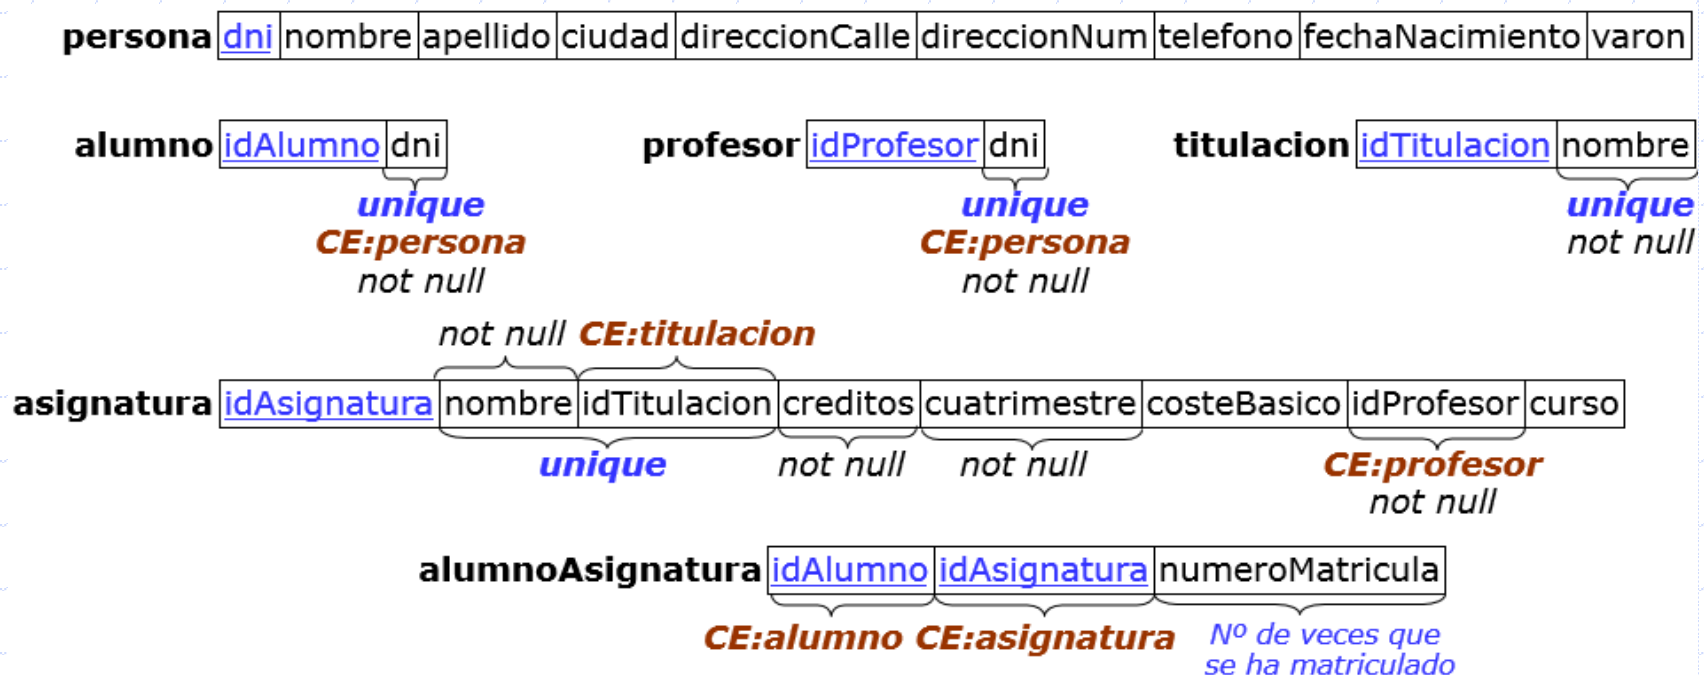 persona dni nombre apellido ciudad direccionCalle direccionNum telefono fechaNacimiento varon
alumno idAlumno dni profesor idProfesor dni titulacion idTitulacion nombre
unique unique unique
CE:persona CE:persona not null
not null not null
not null CE:titulacion
asignatura idAsignatura nombre idTitulacion creditos cuatrimestre costeBasico idProfesor curso
unique not null not null CE:profesor
not null
alumnoAsignatura idAlumno idAsignatura numeroMatricula
CE:alumno CE:asignatura Nº de veces que
se ha matriculado